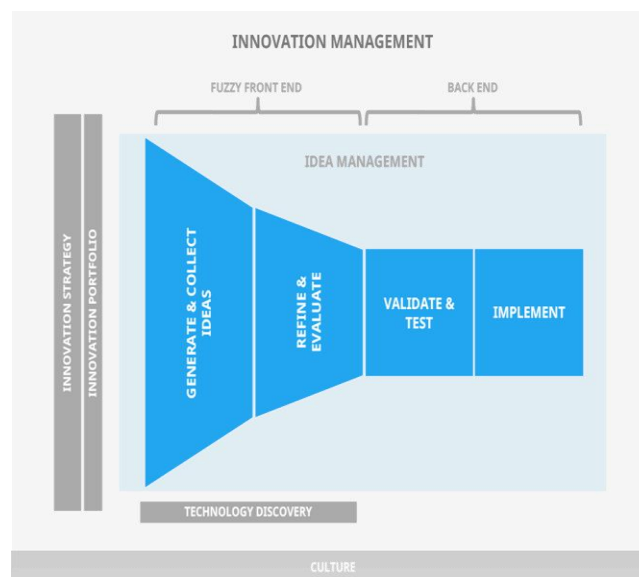 INNOVATION MANAGEMENT
FUZZY FRONT END
BACK END
IDEA MANAGEMENT
INNOVATION STRATEGY
INNOVATION PORTFOLIO
GENERATE & COLLECT
IDEAS
REFINE &
EVALUATE
VALIDATE &
TEST
IMPLEMENT
TECHNOLOGY DISCOVERY
CULTURE